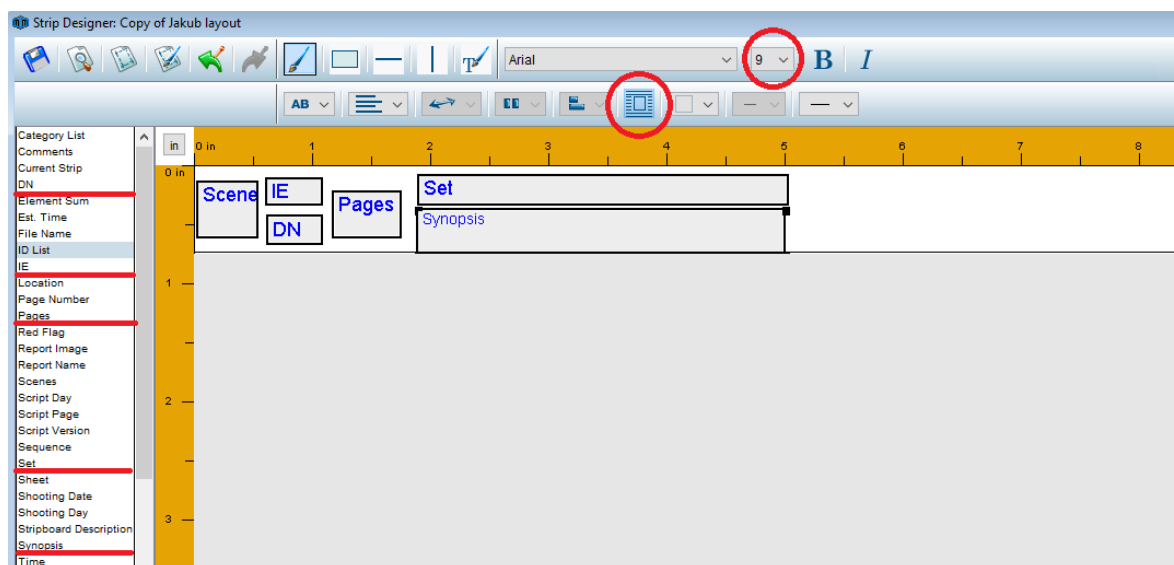 Strip Designer: Copy of Jakub layout
Arial
9
B I
AB
Category List
Comments
Current Strip
DN
Element Sum
Est. Time
File Name
ID List
IE
Location
Page Number
Pages
Red Flag
Report Image
Report Name
Scenes
Script Day
Script Page
Script Version
Sequence
Set
Sheet
Shooting Date
Shooting Day
Stripboard Description
Synopsis
Time
in
0 in 1 2 3 4 5 6 7 8
0 in
1
2
3
Scene
IE
DN
Pages
Set
Synopsis